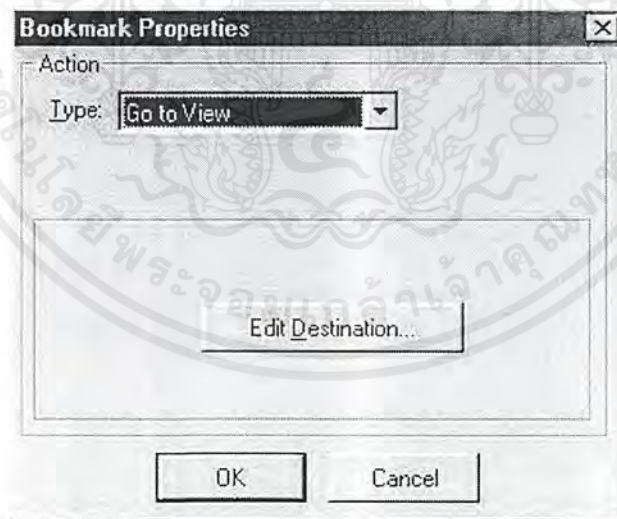 Bookmark Properties
Action
Type: Go to View
Edit Destination...
OK Cancel